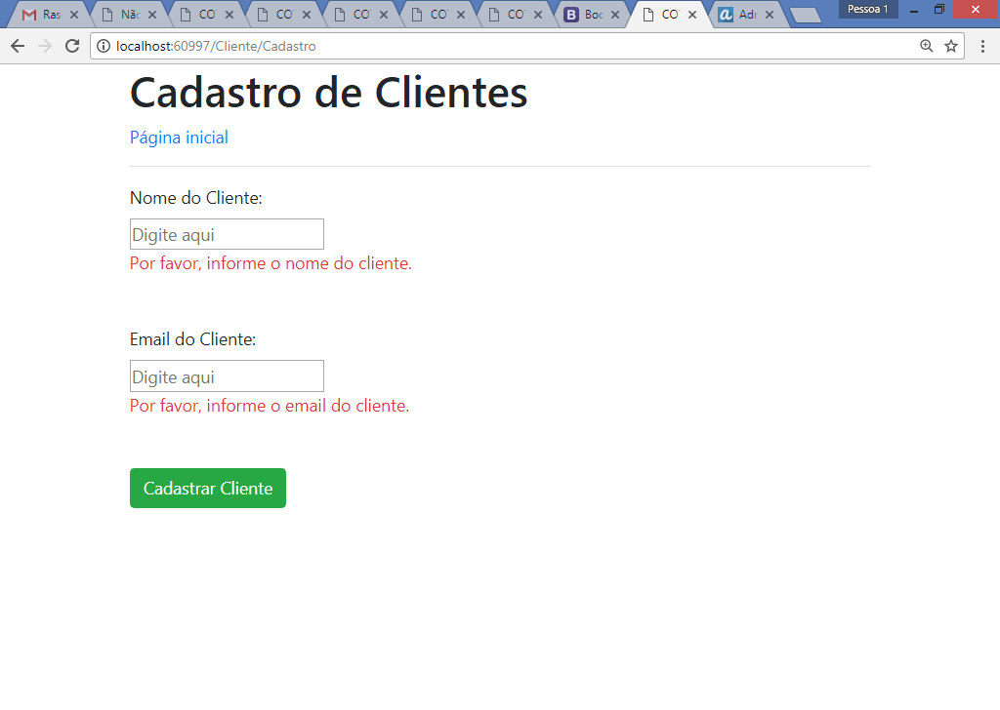 Ras
Não
CO
CO
CO
CO
CO
Boo
CO
Adr
Pessoa 1
localhost:60997/Cliente/Cadastro
Cadastro de Clientes
Página inicial
Nome do Cliente:
Digite aqui
Por favor, informe o nome do cliente.
Email do Cliente:
Digite aqui
Por favor, informe o email do cliente.
Cadastrar Cliente